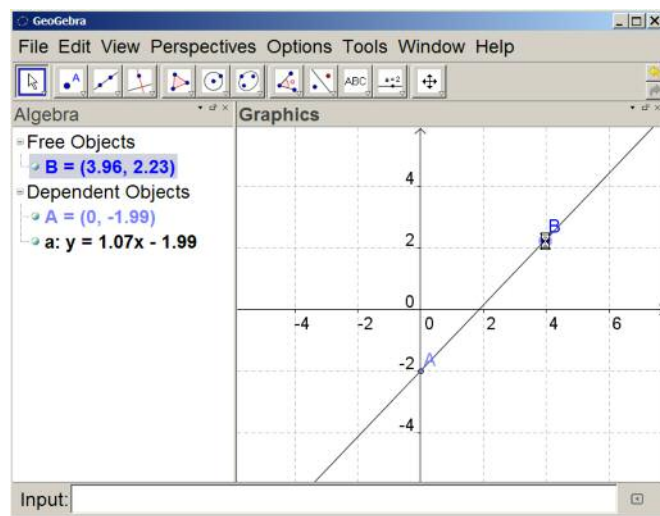 GeoGebra
File Edit View Perspectives Options Tools Window Help
A ABC a=2
Algebra
Free Objects
B = (3.96, 2.23)
Dependent Objects
A = (0, -1.99)
a: y = 1.07x - 1.99
Graphics
4
B
2
0
-4 -2 0 2 4 6
A
-2
-4
Input: